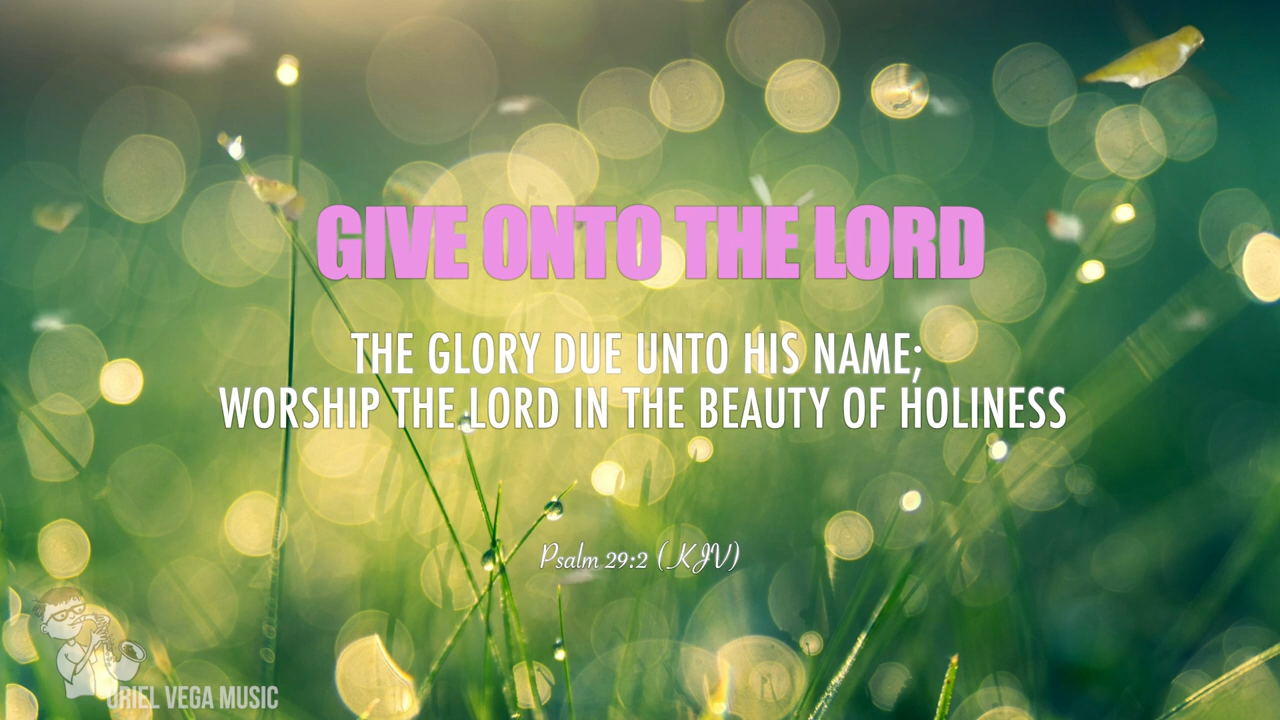 GIVE ONTO THE LORD
THE GLORY DUE UNTO HIS NAME;
WORSHIP THE LORD IN THE BEAUTY OF HOLINESS
Psalm 29:2 (KJV)
URIEL VEGA MUSIC